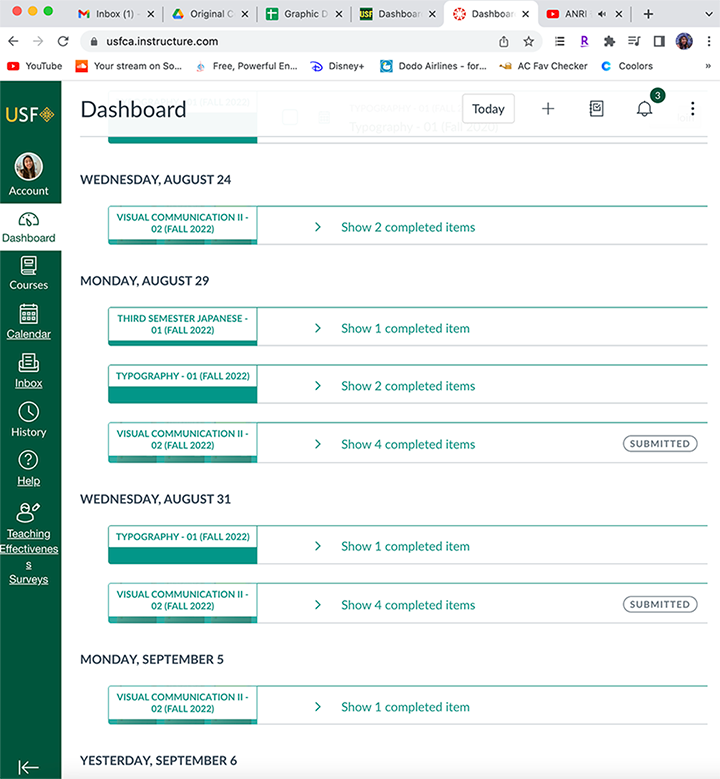 Inbox (1) -
Original C
Graphic D
Dashboar
Dashboar
ANRI
usfca.instructure.com
YouTube
Your stream on So...
Free, Powerful En...
Disney+
Dodo Airlines - for...
AC Fav Checker
Coolors
»
USF
Dashboard
Today
3
Typography - 01 (Fall 2020)
Account
Dashboard
Courses
Calendar
Inbox
History
Help
Teaching
Effectivenes
s
Surveys
WEDNESDAY, AUGUST 24
VISUAL COMMUNICATION II -
02 (FALL 2022)
Show 2 completed items
MONDAY, AUGUST 29
THIRD SEMESTER JAPANESE -
01 (FALL 2022)
Show 1 completed item
TYPOGRAPHY - 01 (FALL 2022)
Show 2 completed items
VISUAL COMMUNICATION II -
02 (FALL 2022)
Show 4 completed items
SUBMITTED
WEDNESDAY, AUGUST 31
TYPOGRAPHY - 01 (FALL 2022)
Show 1 completed item
VISUAL COMMUNICATION II -
02 (FALL 2022)
Show 4 completed items
SUBMITTED
MONDAY, SEPTEMBER 5
VISUAL COMMUNICATION II -
02 (FALL 2022)
Show 1 completed item
YESTERDAY, SEPTEMBER 6